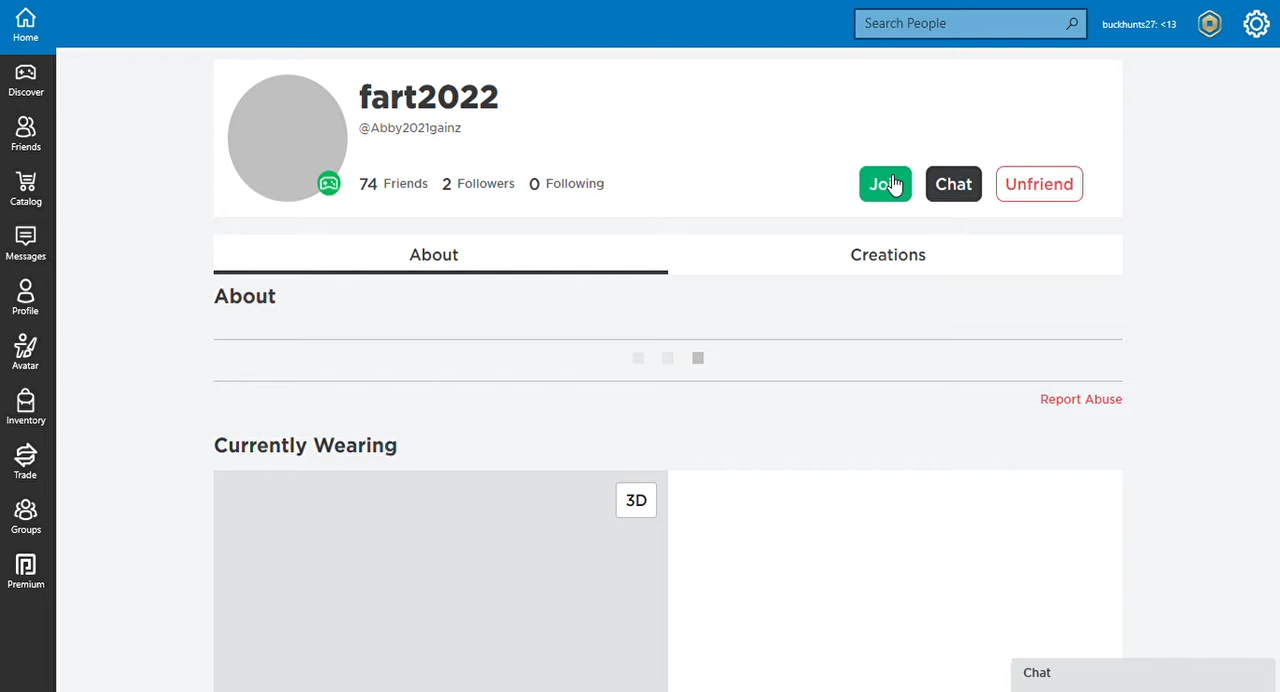 Home
Search People
buckhunts27: <13
Discover
Friends
Catalog
Messages
Profile
Avatar
Inventory
Trade
Groups
Premium
fart2022
@Abby2021gainz
74 Friends 2 Followers 0 Following
Chat
Unfriend
About
Creations
About
Report Abuse
Currently Wearing
3D
Chat